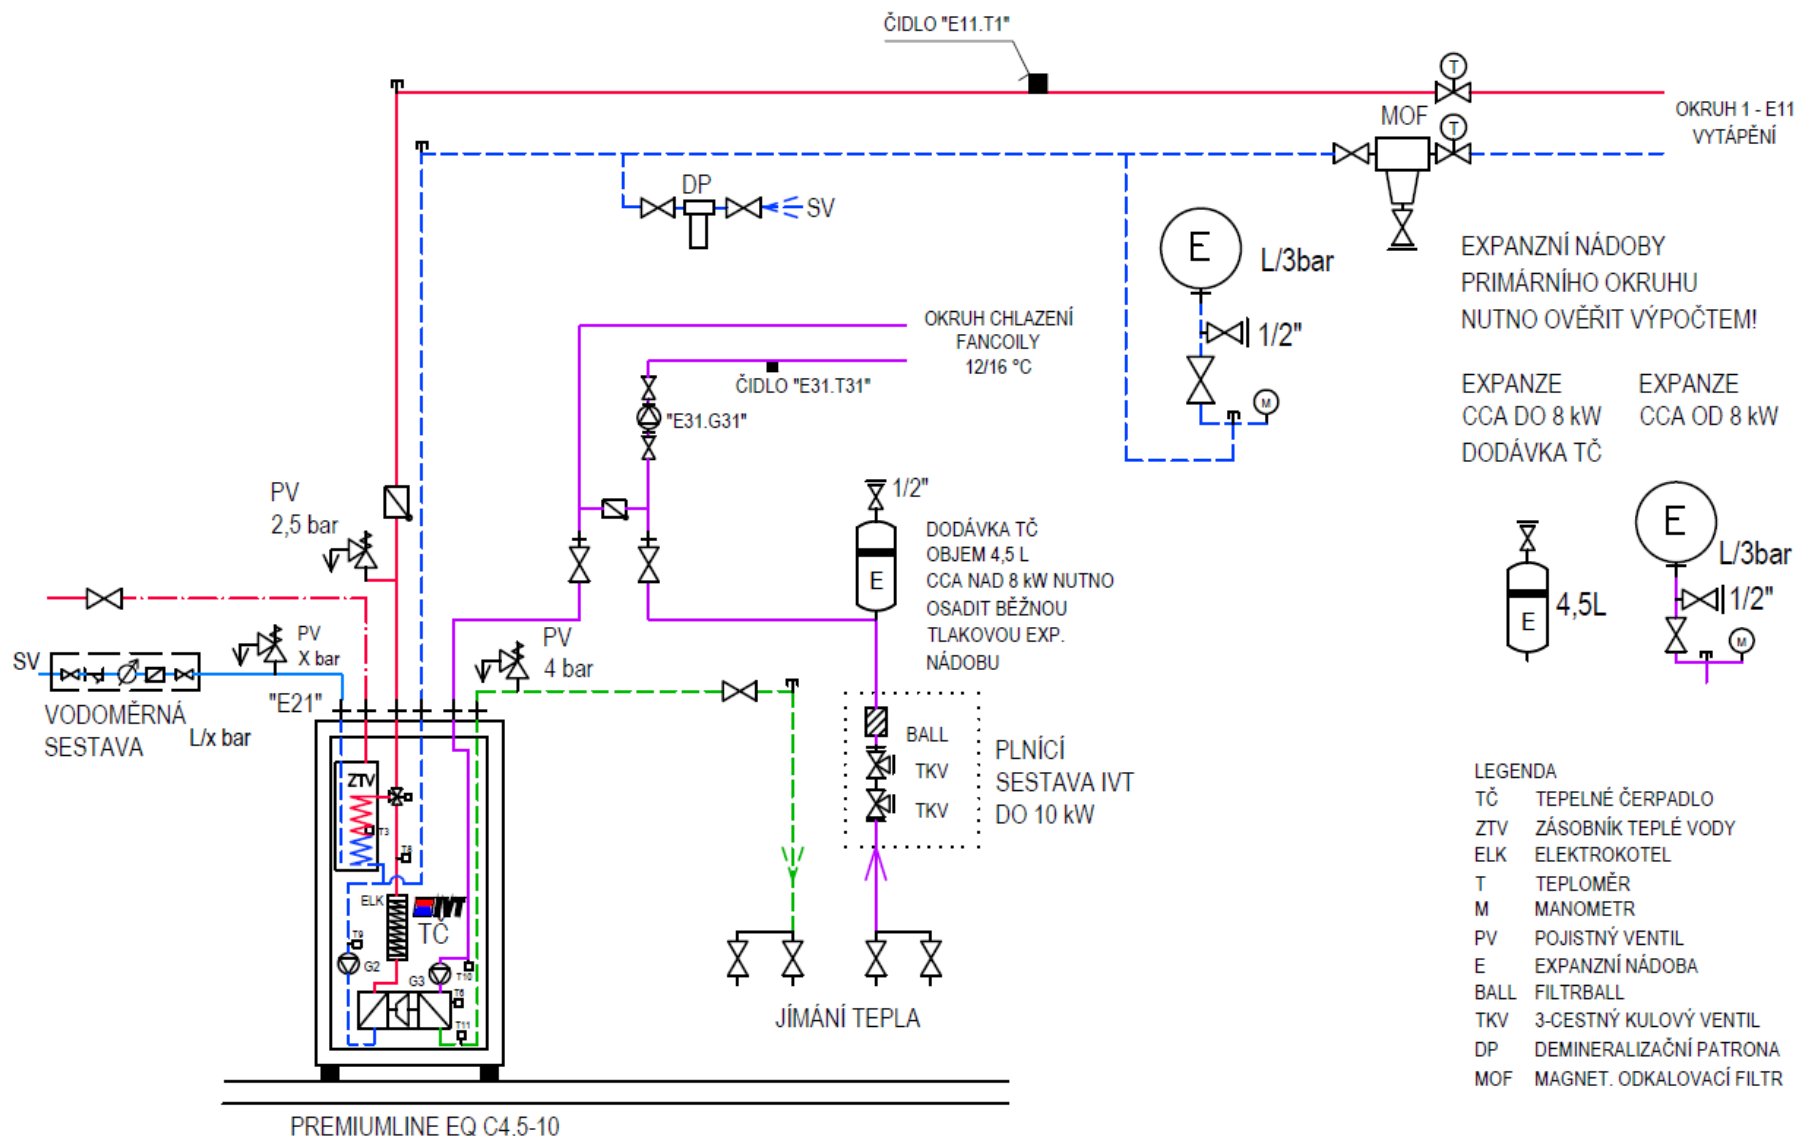 ČIDLO "E11.T1"
T
OKRUH 1 - E11
VYTÁPĚNÍ
MOF
T
DP
SV
E
L/3bar
1/2"
M
EXPANZNÍ NÁDOBY
PRIMÁRNÍHO OKRUHU
NUTNO OVĚŘIT VÝPOČTEM!
OKRUH CHLAZENÍ
FANCOILY
12/16 °C
ČIDLO "E31.T31"
"E31.G31"
EXPANZE
CCA DO 8 kW
DODÁVKA TČ
EXPANZE
CCA OD 8 kW
PV
2,5 bar
1/2"
E
DODÁVKA TČ
OBJEM 4,5 L
CCA NAD 8 kW NUTNO
OSADIT BĚŽNOU
TLAKOVOU EXP.
NÁDOBU
E
4,5L
E
L/3bar
1/2"
M
SV
PV
X bar
"E21"
VODOMĚRNÁ
SESTAVA
L/x bar
PV
4 bar
BALL
TKV
TKV
PLNÍCÍ
SESTAVA IVT
DO 10 kW
ZTV
T3
T8
ELK
IVT
TČ
T9
G2
G3
T10
T6
T11
JÍMÁNÍ TEPLA
PREMIUMLINE EQ C4,5-10
LEGENDA
TČ TEPELNÉ ČERPADLO
ZTV ZÁSOBNÍK TEPLÉ VODY
ELK ELEKTROKOTEL
T TEPLOMĚR
M MANOMETR
PV POJISTNÝ VENTIL
E EXPANZNÍ NÁDOBA
BALL FILTRBALL
TKV 3-CESTNÝ KULOVÝ VENTIL
DP DEMINERALIZAČNÍ PATRONA
MOF MAGNET. ODKALOVACÍ FILTR